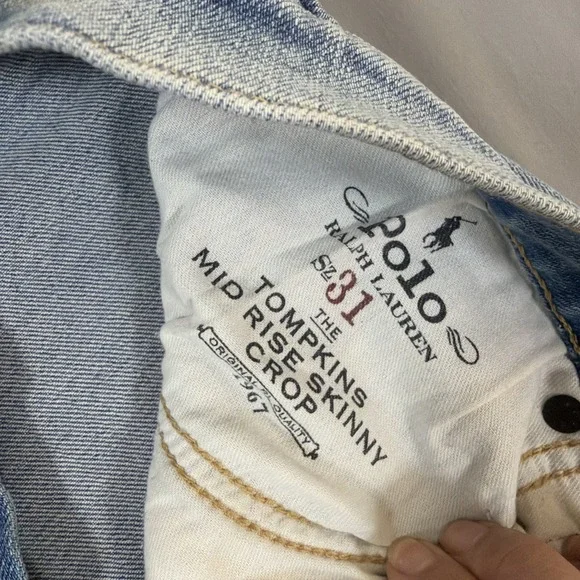 Polo
RALPH LAUREN
SZ 31
THE
TOMPKINS
MID RISE SKINNY
CROP
ORIGINAL QUALITY
1967